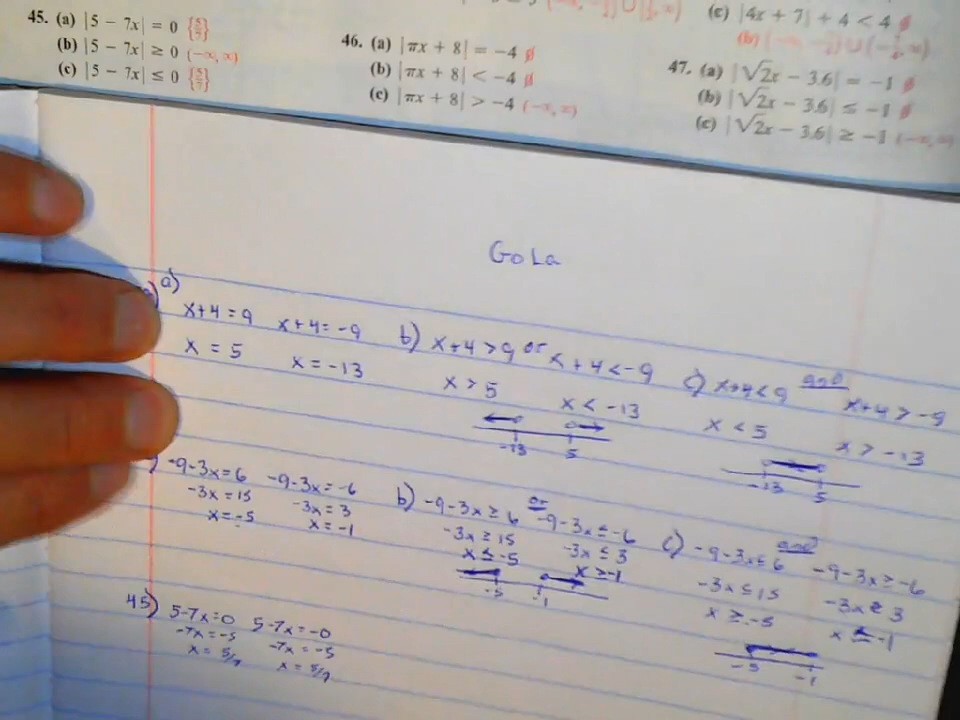 45. (a) |5 − 7x| = 0 {5/7}
(b) |5 − 7x| ≥ 0 (−∞, ∞)
(c) |5 − 7x| ≤ 0 {5/7}
46. (a) |πx + 8| = −4 ∅
(b) |πx + 8| < −4 ∅
(c) |πx + 8| > −4 (−∞, ∞)
(c) |4x + 7| + 4 < 4 ∅
47. (a) |√2x − 3.6| = −1 ∅
(b) |√2x − 3.6| ≤ −1 ∅
(c) |√2x − 3.6| ≥ −1 (−∞, ∞)
GoLa
a)
x+4=9 x+4=-9
x=5 x=-13
b) x+4>9 or x+4<-9
x>5 x<-13
-13 5
c) x+4<9 and x+4>-9
x<5 x>-13
-13 5
-9-3x=6 -9-3x=-6
-3x=15 -3x=3
x=-5 x=-1
b) -9-3x≥6 or -9-3x≤-6
-3x≥15 -3x≤3
x≤-5 x≥-1
-5 -1
c) -9-3x≤6 and -9-3x≥-6
-3x≤15 -3x≥3
x≥-5 x≤-1
-5 -1
45) 5-7x=0 5-7x=-0
-7x=-5 -7x=-5
x=5/7 x=5/7